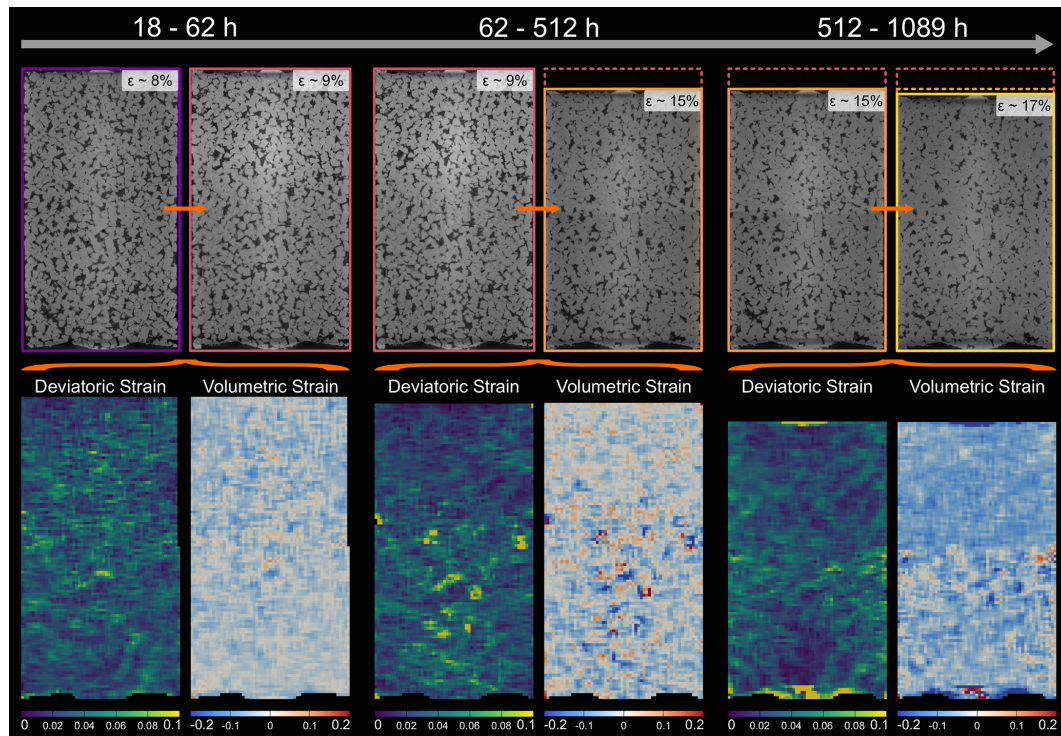 18 - 62 h
62 - 512 h
512 - 1089 h
ε ~ 8%
ε ~ 9%
ε ~ 9%
ε ~ 15%
ε ~ 15%
ε ~ 17%
Deviatoric Strain
Volumetric Strain
Deviatoric Strain
Volumetric Strain
Deviatoric Strain
Volumetric Strain
0 0.02 0.04 0.06 0.08 0.1
-0.2 -0.1 0 0.1 0.2
0 0.02 0.04 0.06 0.08 0.1
-0.2 -0.1 0 0.1 0.2
0 0.02 0.04 0.06 0.08 0.1
-0.2 -0.1 0 0.1 0.2